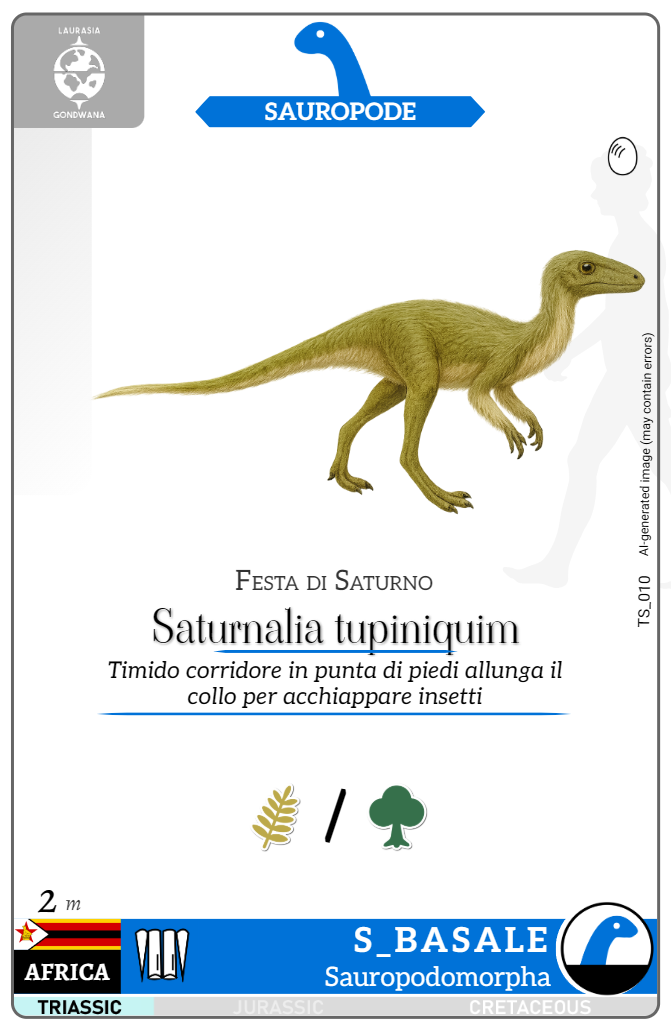 LAURASIA
GONDWANA
SAUROPODE
AI-generated image (may contain errors)
TS_010
FESTA DI SATURNO
Saturnalia tupiniquim
Timido corridore in punta di piedi allunga il
collo per acchiappare insetti
/
2 m
AFRICA
S_BASALE
Sauropodomorpha
TRIASSIC
JURASSIC
CRETACEOUS